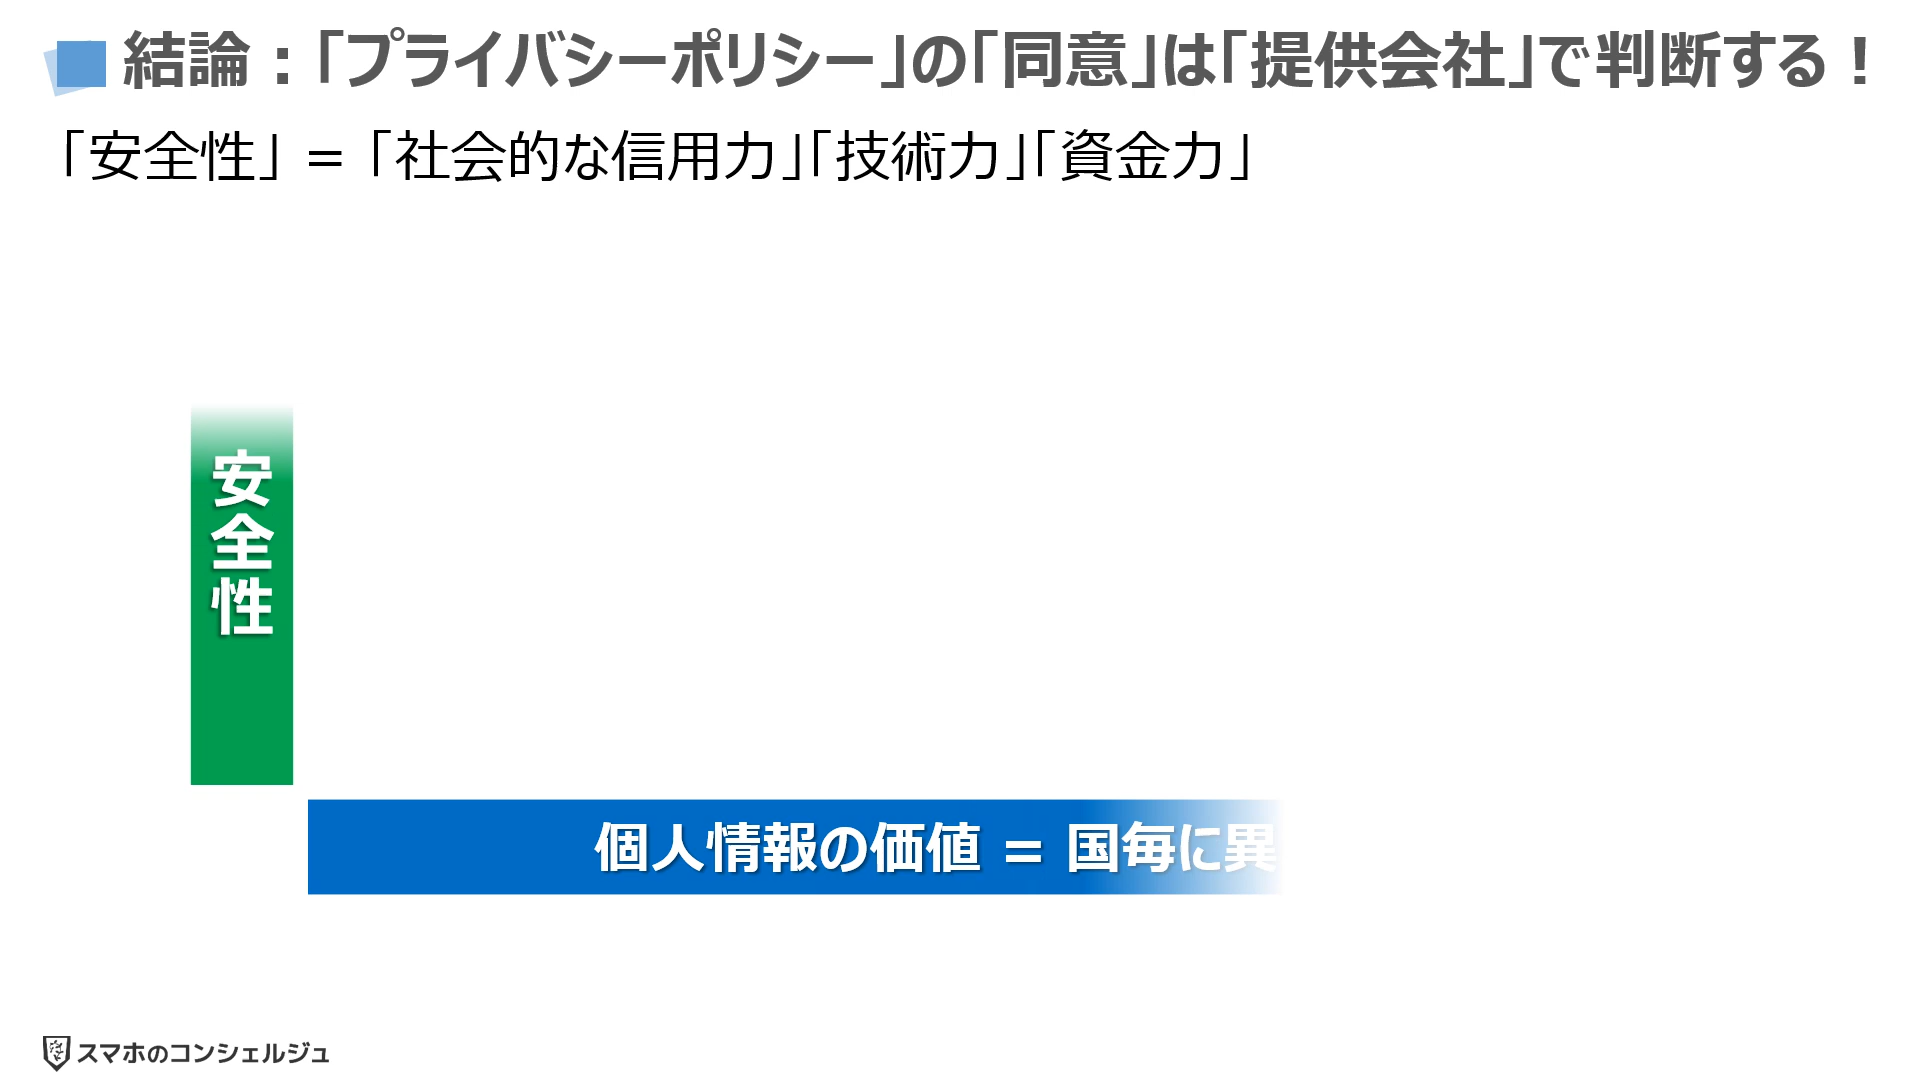 結論：「プライバシーポリシー」の「同意」は「提供会社」で判断する！
「安全性」＝「社会的な信用力」「技術力」「資金力」
安全性
個人情報の価値 ＝ 国毎に異
スマホのコンシェルジュ